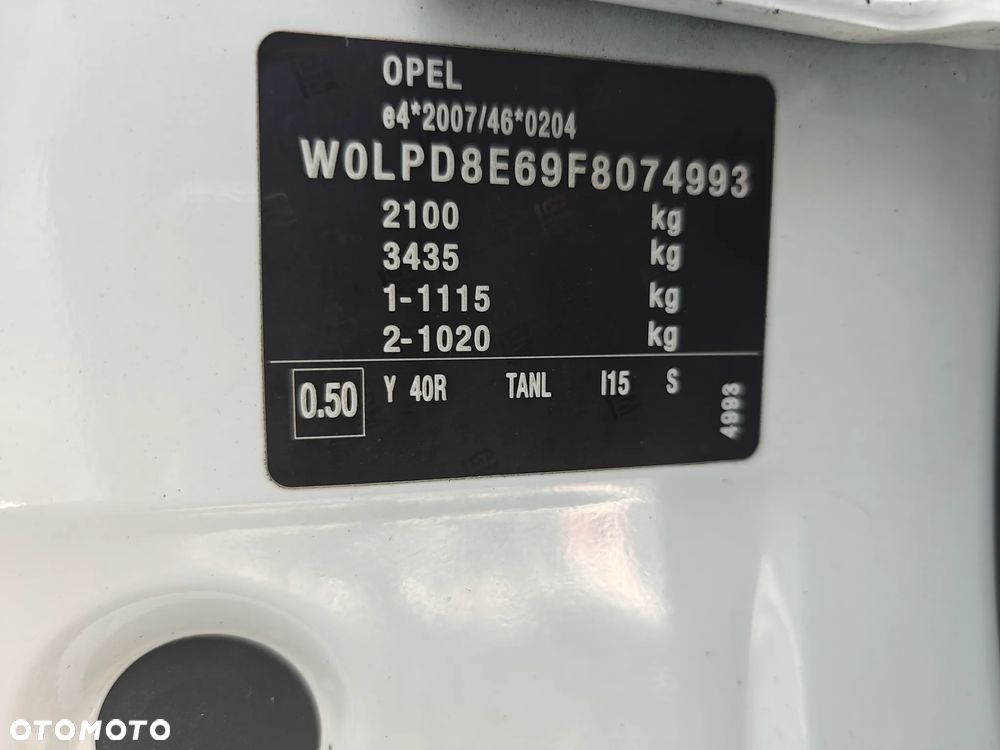 OPEL
e4*2007/46*0204
W0LPD8E69F8074993
2100 kg
3435 kg
1-1115 kg
2-1020 kg
0.50 Y 40R TANL I15 S
4993
OTOMOTO